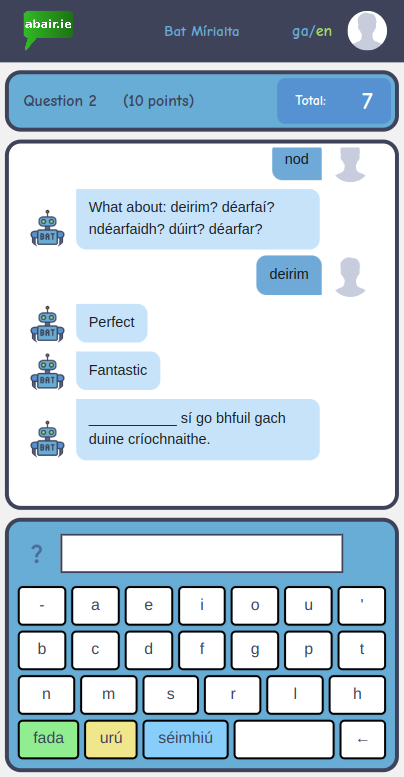 abair.ie
Bat Mírialta
ga/en
Question 2 (10 points)
Total: 7
nod
What about: deirim? déarfaí?
ndéarfaidh? dúirt? déarfar?
deirim
BAT
Perfect
BAT
Fantastic
BAT
___________ sí go bhfuil gach
duine críochnaithe.
BAT
?
- a e i o u '
b c d f g p t
n m s r l h
fada urú séimhiú ←